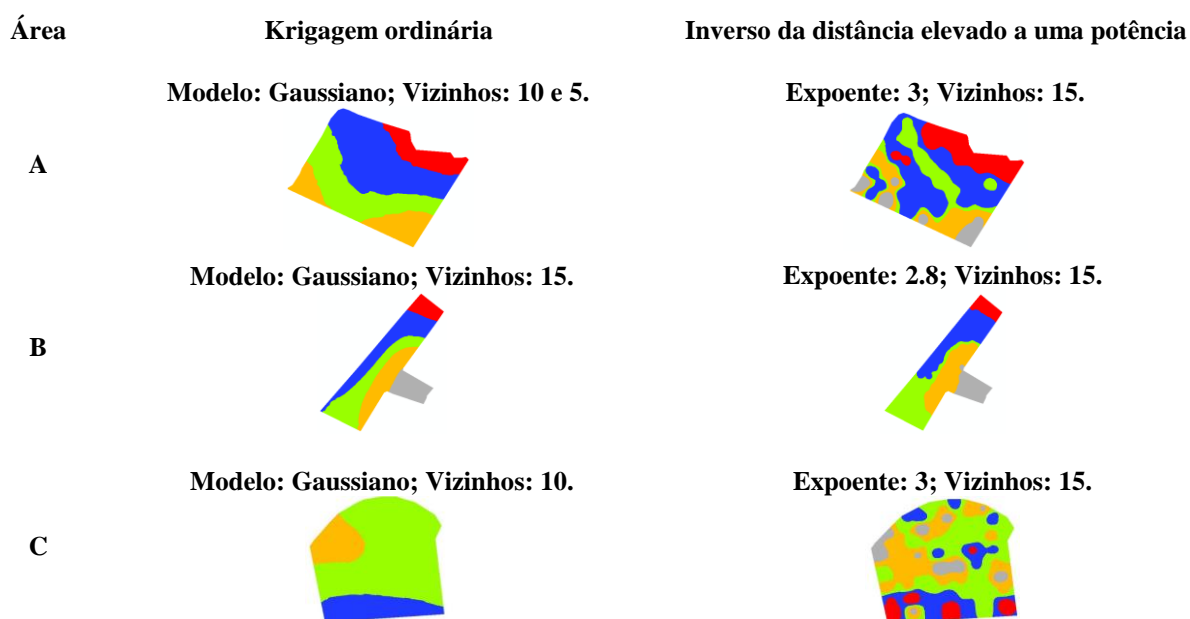 Área Krigagem ordinária Inverso da distância elevado a uma potência
Modelo: Gaussiano; Vizinhos: 10 e 5. Expoente: 3; Vizinhos: 15.
A
Modelo: Gaussiano; Vizinhos: 15. Expoente: 2.8; Vizinhos: 15.
B
Modelo: Gaussiano; Vizinhos: 10. Expoente: 3; Vizinhos: 15.
C